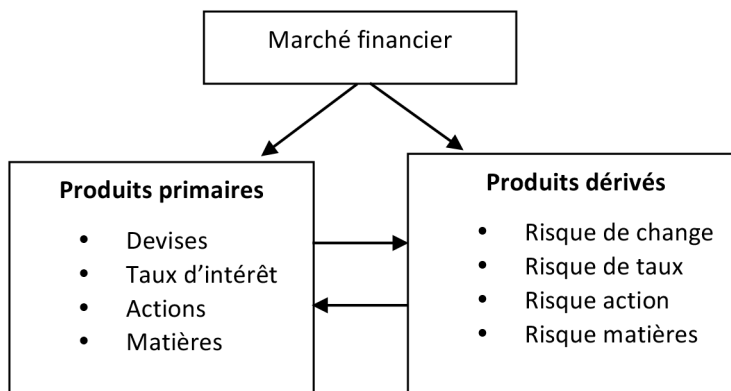 Marché financier
Produits primaires
• Devises
• Taux d’intérêt
• Actions
• Matières
Produits dérivés
• Risque de change
• Risque de taux
• Risque action
• Risque matières